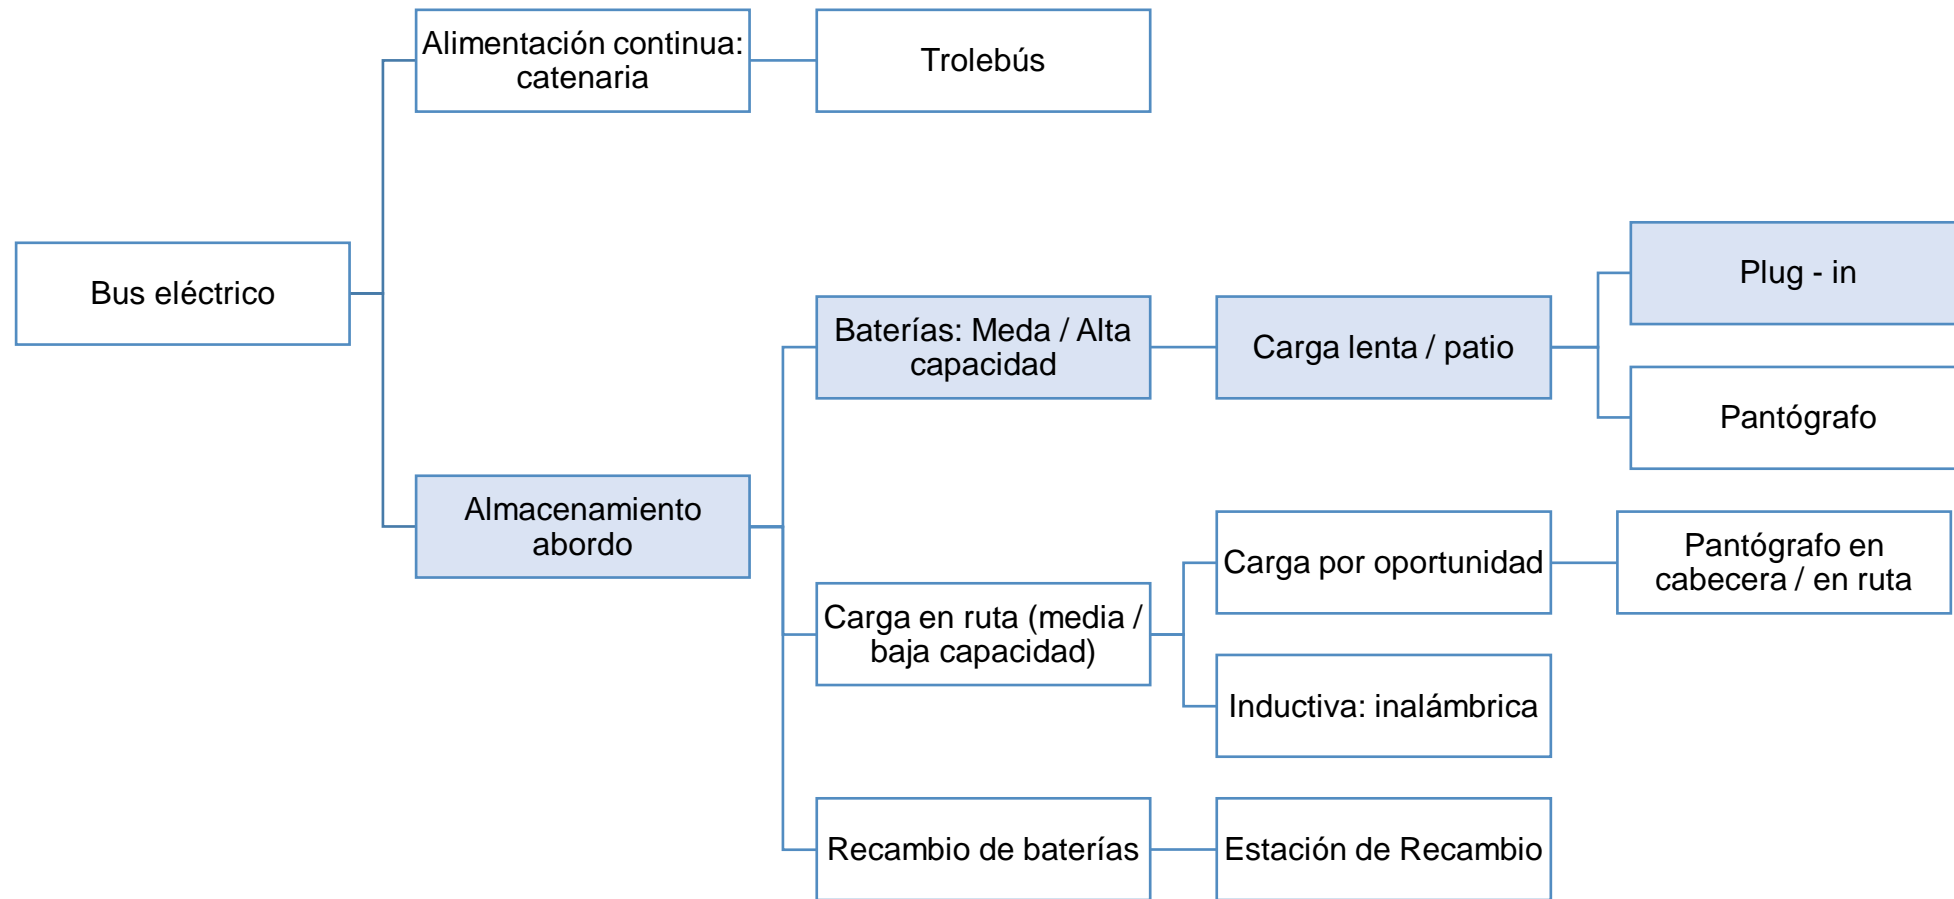 Alimentación continua:
catenaria
Trolebús
Bus eléctrico
Plug - in
Baterías: Meda / Alta
capacidad
Carga lenta / patio
Pantógrafo
Almacenamiento
abordo
Carga por oportunidad
Pantógrafo en
cabecera / en ruta
Carga en ruta (media /
baja capacidad)
Inductiva: inalámbrica
Recambio de baterías
Estación de Recambio